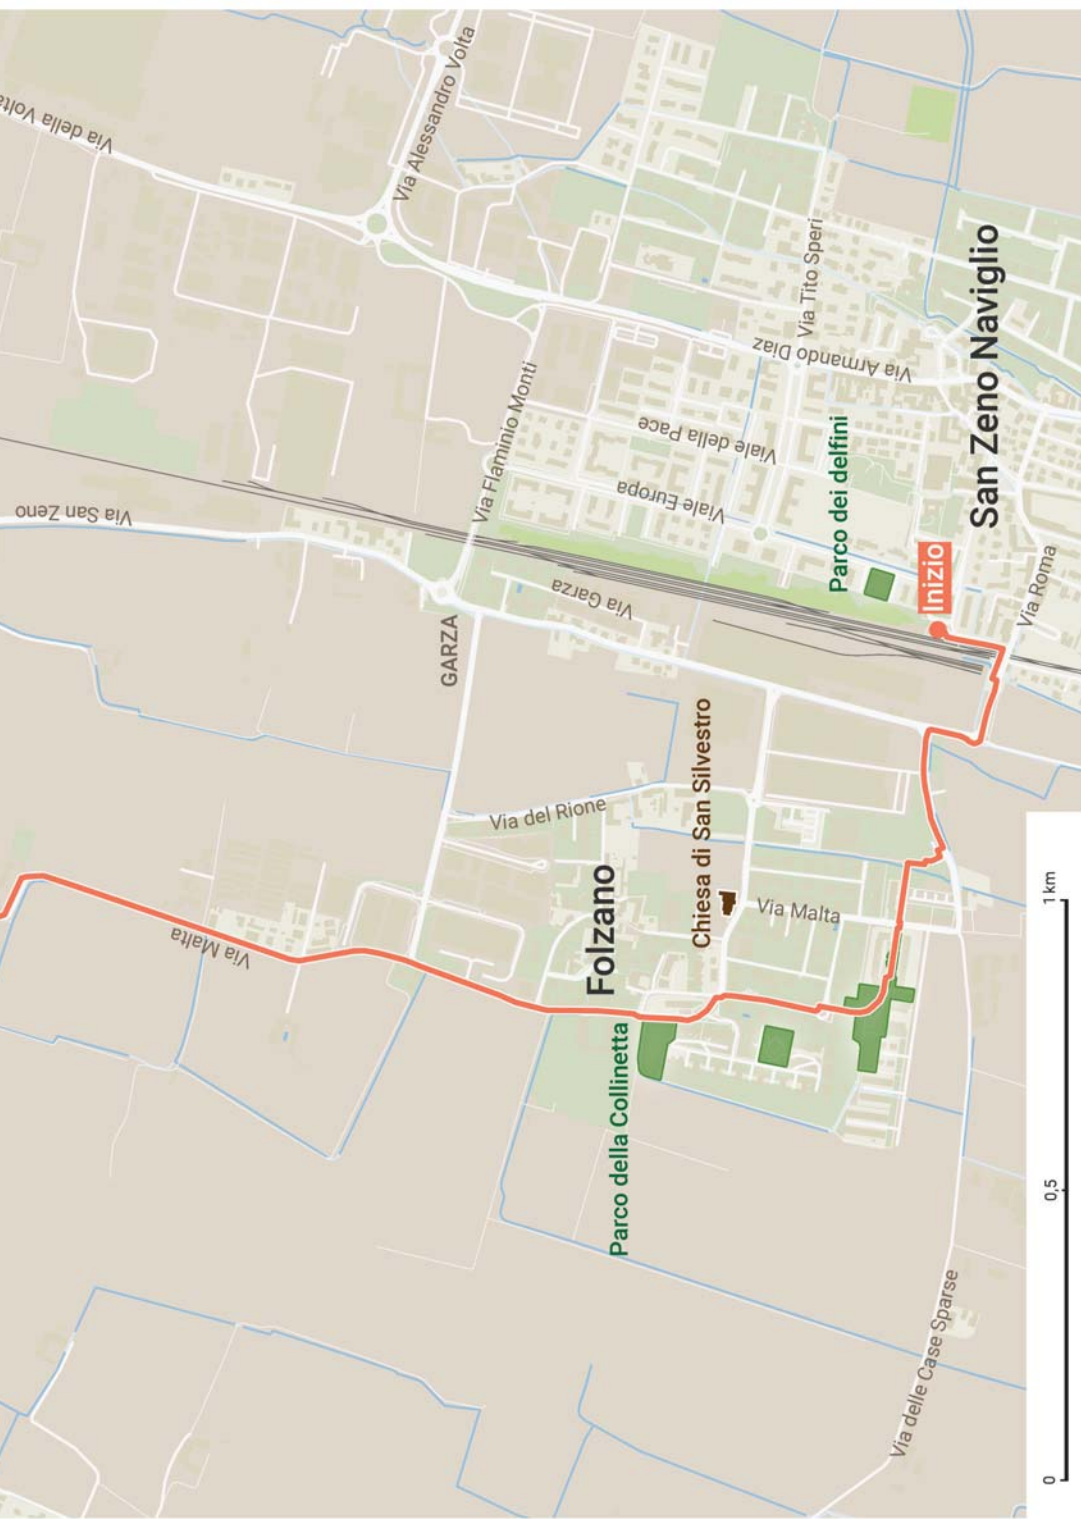 Via della Volta
Via Alessandro Volta
Via San Zeno
Via Flaminio Monti
Via Tito Speri
Via Armando Diaz
Viale della Pace
Viale Europa
Parco dei delfini
San Zeno Naviglio
Inizio
Via Roma
Via Garza
GARZA
Via del Rione
Chiesa di San Silvestro
Folzano
Via Malta
Via Malta
Parco della Collinetta
Via delle Case Sparse
0
0,5
1 km